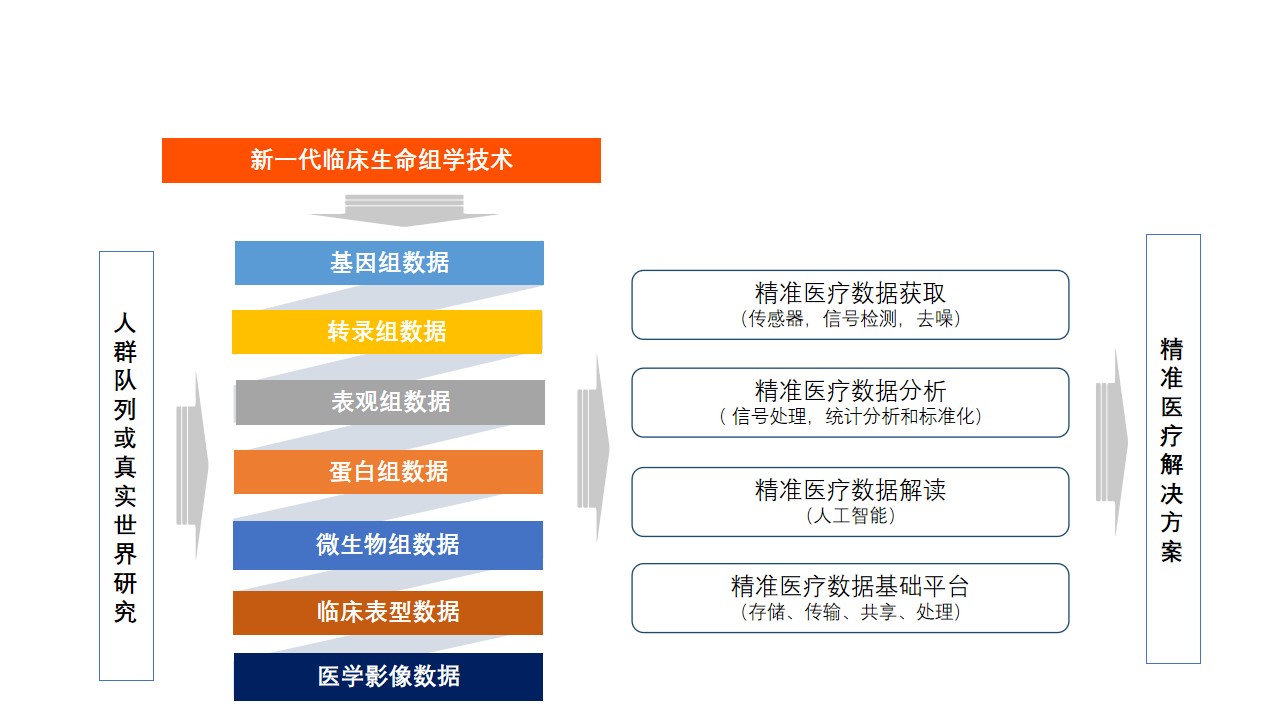 新一代临床生命组学技术
人群队列或真实世界研究
基因组数据
转录组数据
表观组数据
蛋白组数据
微生物组数据
临床表型数据
医学影像数据
精准医疗数据获取
（传感器，信号检测，去噪）
精准医疗数据分析
（ 信号处理，统计分析和标准化）
精准医疗数据解读
（人工智能）
精准医疗数据基础平台
（存储、传输、共享、处理）
精准医疗解决方案